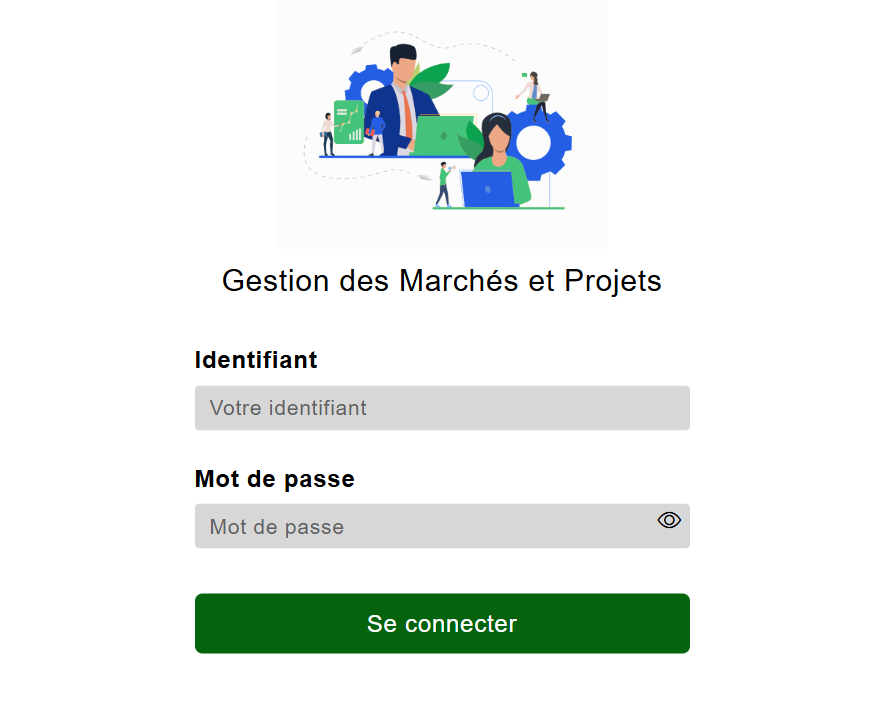 Gestion des Marchés et Projets
Identifiant
Votre identifiant
Mot de passe
Mot de passe
Se connecter